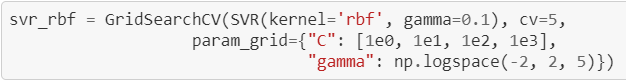 svr_rbf = GridSearchCV(SVR(kernel='rbf', gamma=0.1), cv=5,
param_grid={"C": [1e0, 1e1, 1e2, 1e3],
"gamma": np.logspace(-2, 2, 5)})